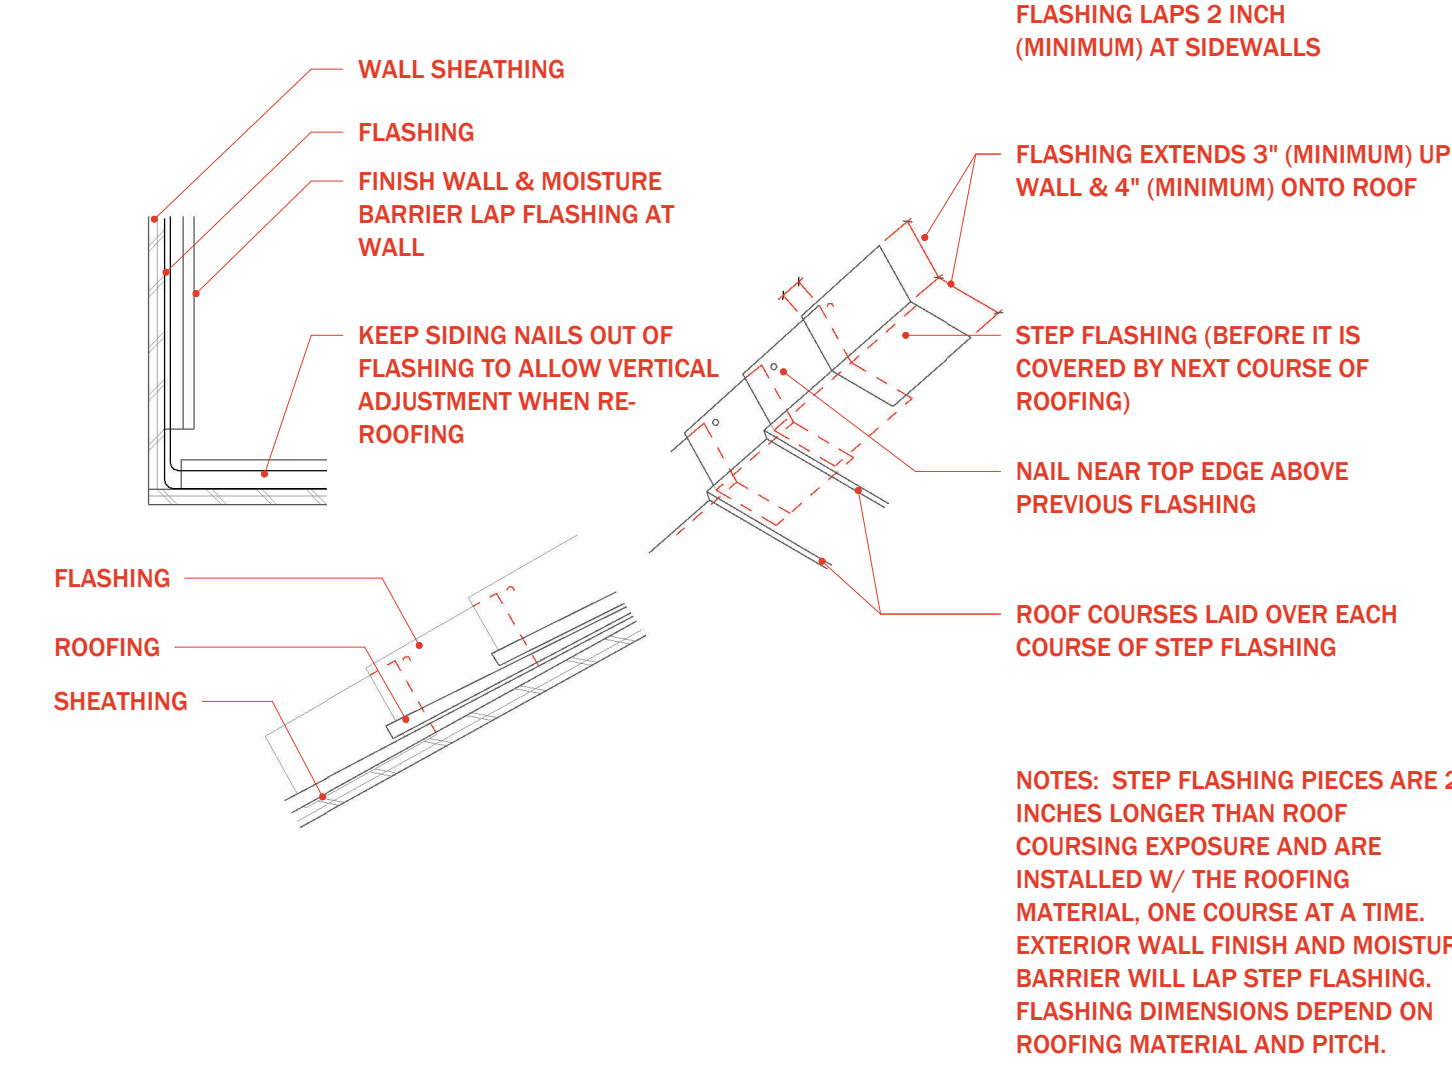 WALL SHEATHING
FLASHING
FINISH WALL & MOISTURE
BARRIER LAP FLASHING AT
WALL
KEEP SIDING NAILS OUT OF
FLASHING TO ALLOW VERTICAL
ADJUSTMENT WHEN RE-
ROOFING
FLASHING
ROOFING
SHEATHING
FLASHING LAPS 2 INCH
(MINIMUM) AT SIDEWALLS
FLASHING EXTENDS 3" (MINIMUM) UP
WALL & 4" (MINIMUM) ONTO ROOF
STEP FLASHING (BEFORE IT IS
COVERED BY NEXT COURSE OF
ROOFING)
NAIL NEAR TOP EDGE ABOVE
PREVIOUS FLASHING
ROOF COURSES LAID OVER EACH
COURSE OF STEP FLASHING
NOTES: STEP FLASHING PIECES ARE 2
INCHES LONGER THAN ROOF
COURSING EXPOSURE AND ARE
INSTALLED W/ THE ROOFING
MATERIAL, ONE COURSE AT A TIME.
EXTERIOR WALL FINISH AND MOISTUR
BARRIER WILL LAP STEP FLASHING.
FLASHING DIMENSIONS DEPEND ON
ROOFING MATERIAL AND PITCH.